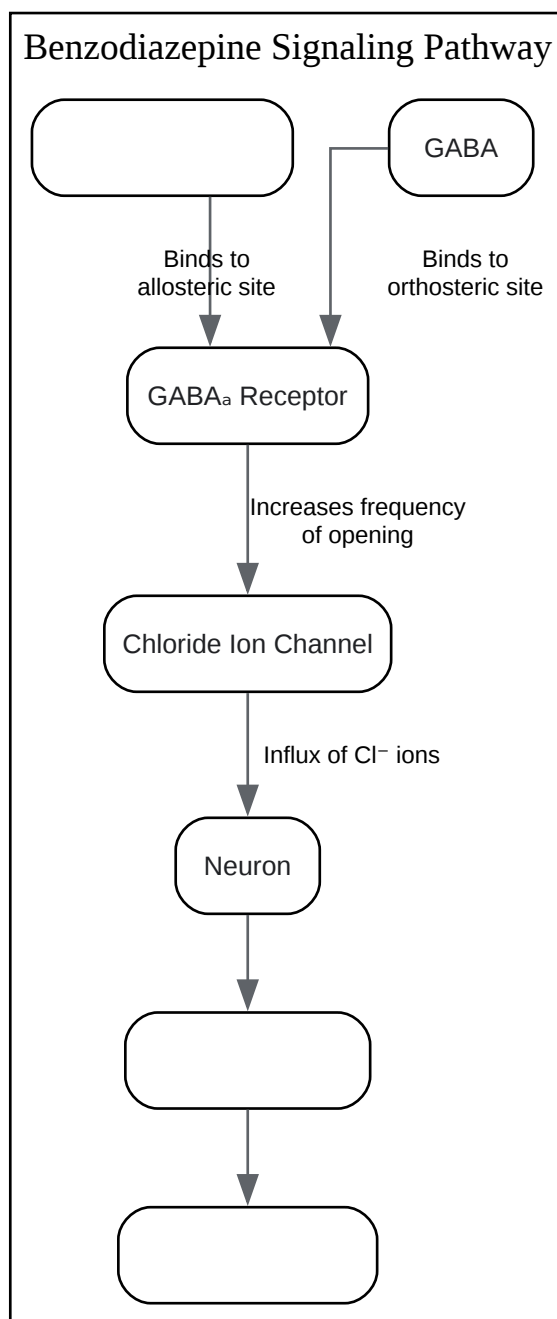 Benzodiazepine Signaling Pathway
GABA
Binds to
allosteric site
Binds to
orthosteric site
GABAₐ Receptor
Increases frequency
of opening
Chloride Ion Channel
Influx of Cl⁻ ions
Neuron